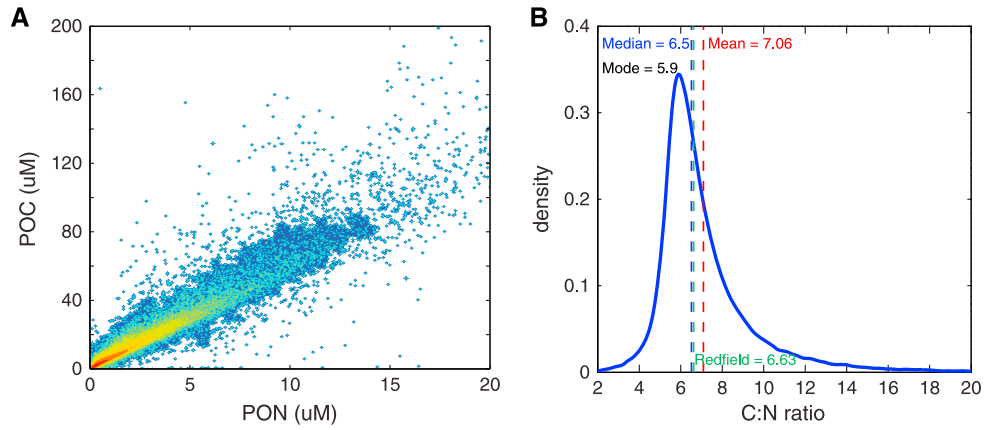 A
200
160
120
80
40
0
POC (uM)
0 5 10 15 20
PON (uM)
B
0.4
0.3
0.2
0.1
0
density
Median = 6.5
Mean = 7.06
Mode = 5.9
Redfield = 6.63
2 4 6 8 10 12 14 16 18 20
C:N ratio